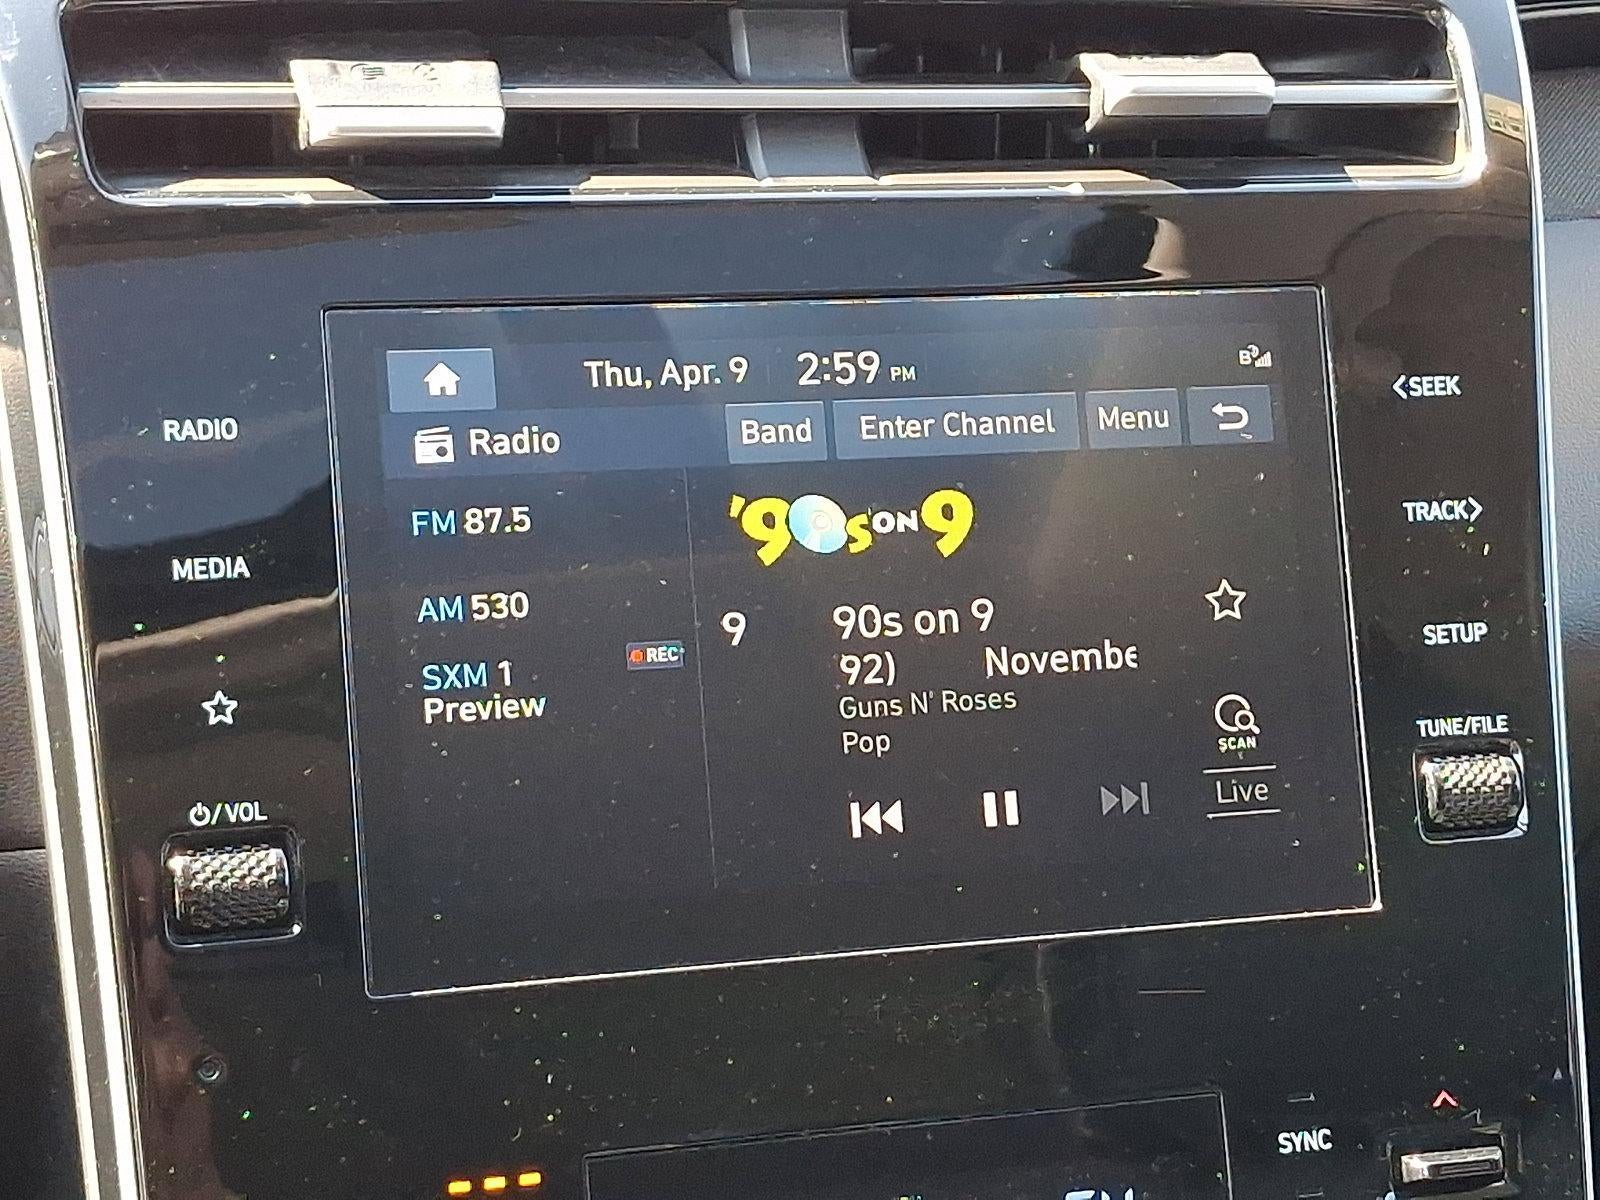 Thu, Apr. 9 2:59 PM
Radio Band Enter Channel Menu
FM 87.5
AM 530
SXM 1
Preview
REC
'90s ON 9
9 90s on 9
92) Novembe
Guns N' Roses
Pop
SCAN
Live
RADIO
MEDIA
/VOL
<SEEK
TRACK>
SETUP
TUNE/FILE
SYNC